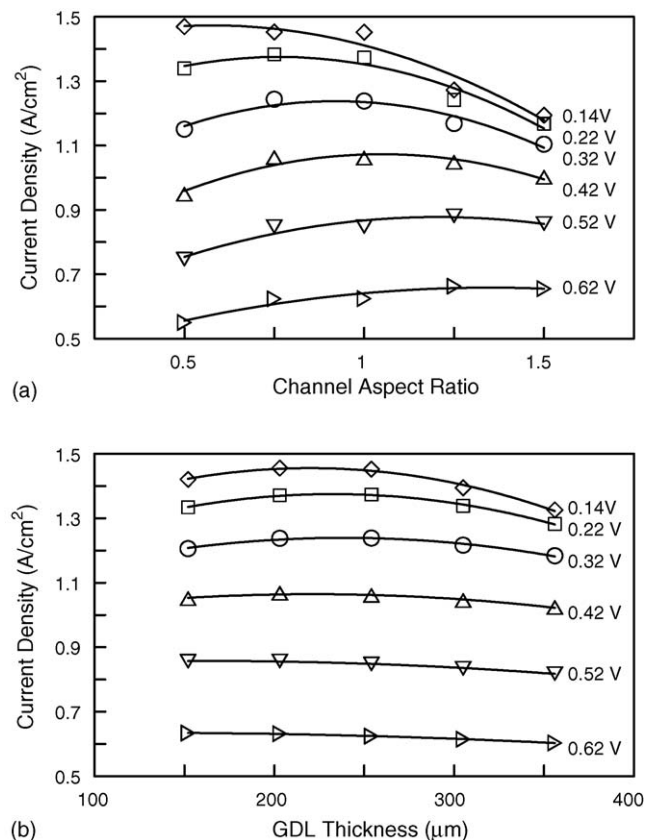 1.5
1.3
1.1
0.9
0.7
0.5
Current Density (A/cm²)
0.14V
0.22 V
0.32 V
0.42 V
0.52 V
0.62 V
0.5 1 1.5
Channel Aspect Ratio
(a)
1.5
1.3
1.1
0.9
0.7
0.5
Current Density (A/cm²)
0.14V
0.22 V
0.32 V
0.42 V
0.52 V
0.62 V
100 200 300 400
GDL Thickness (μm)
(b)